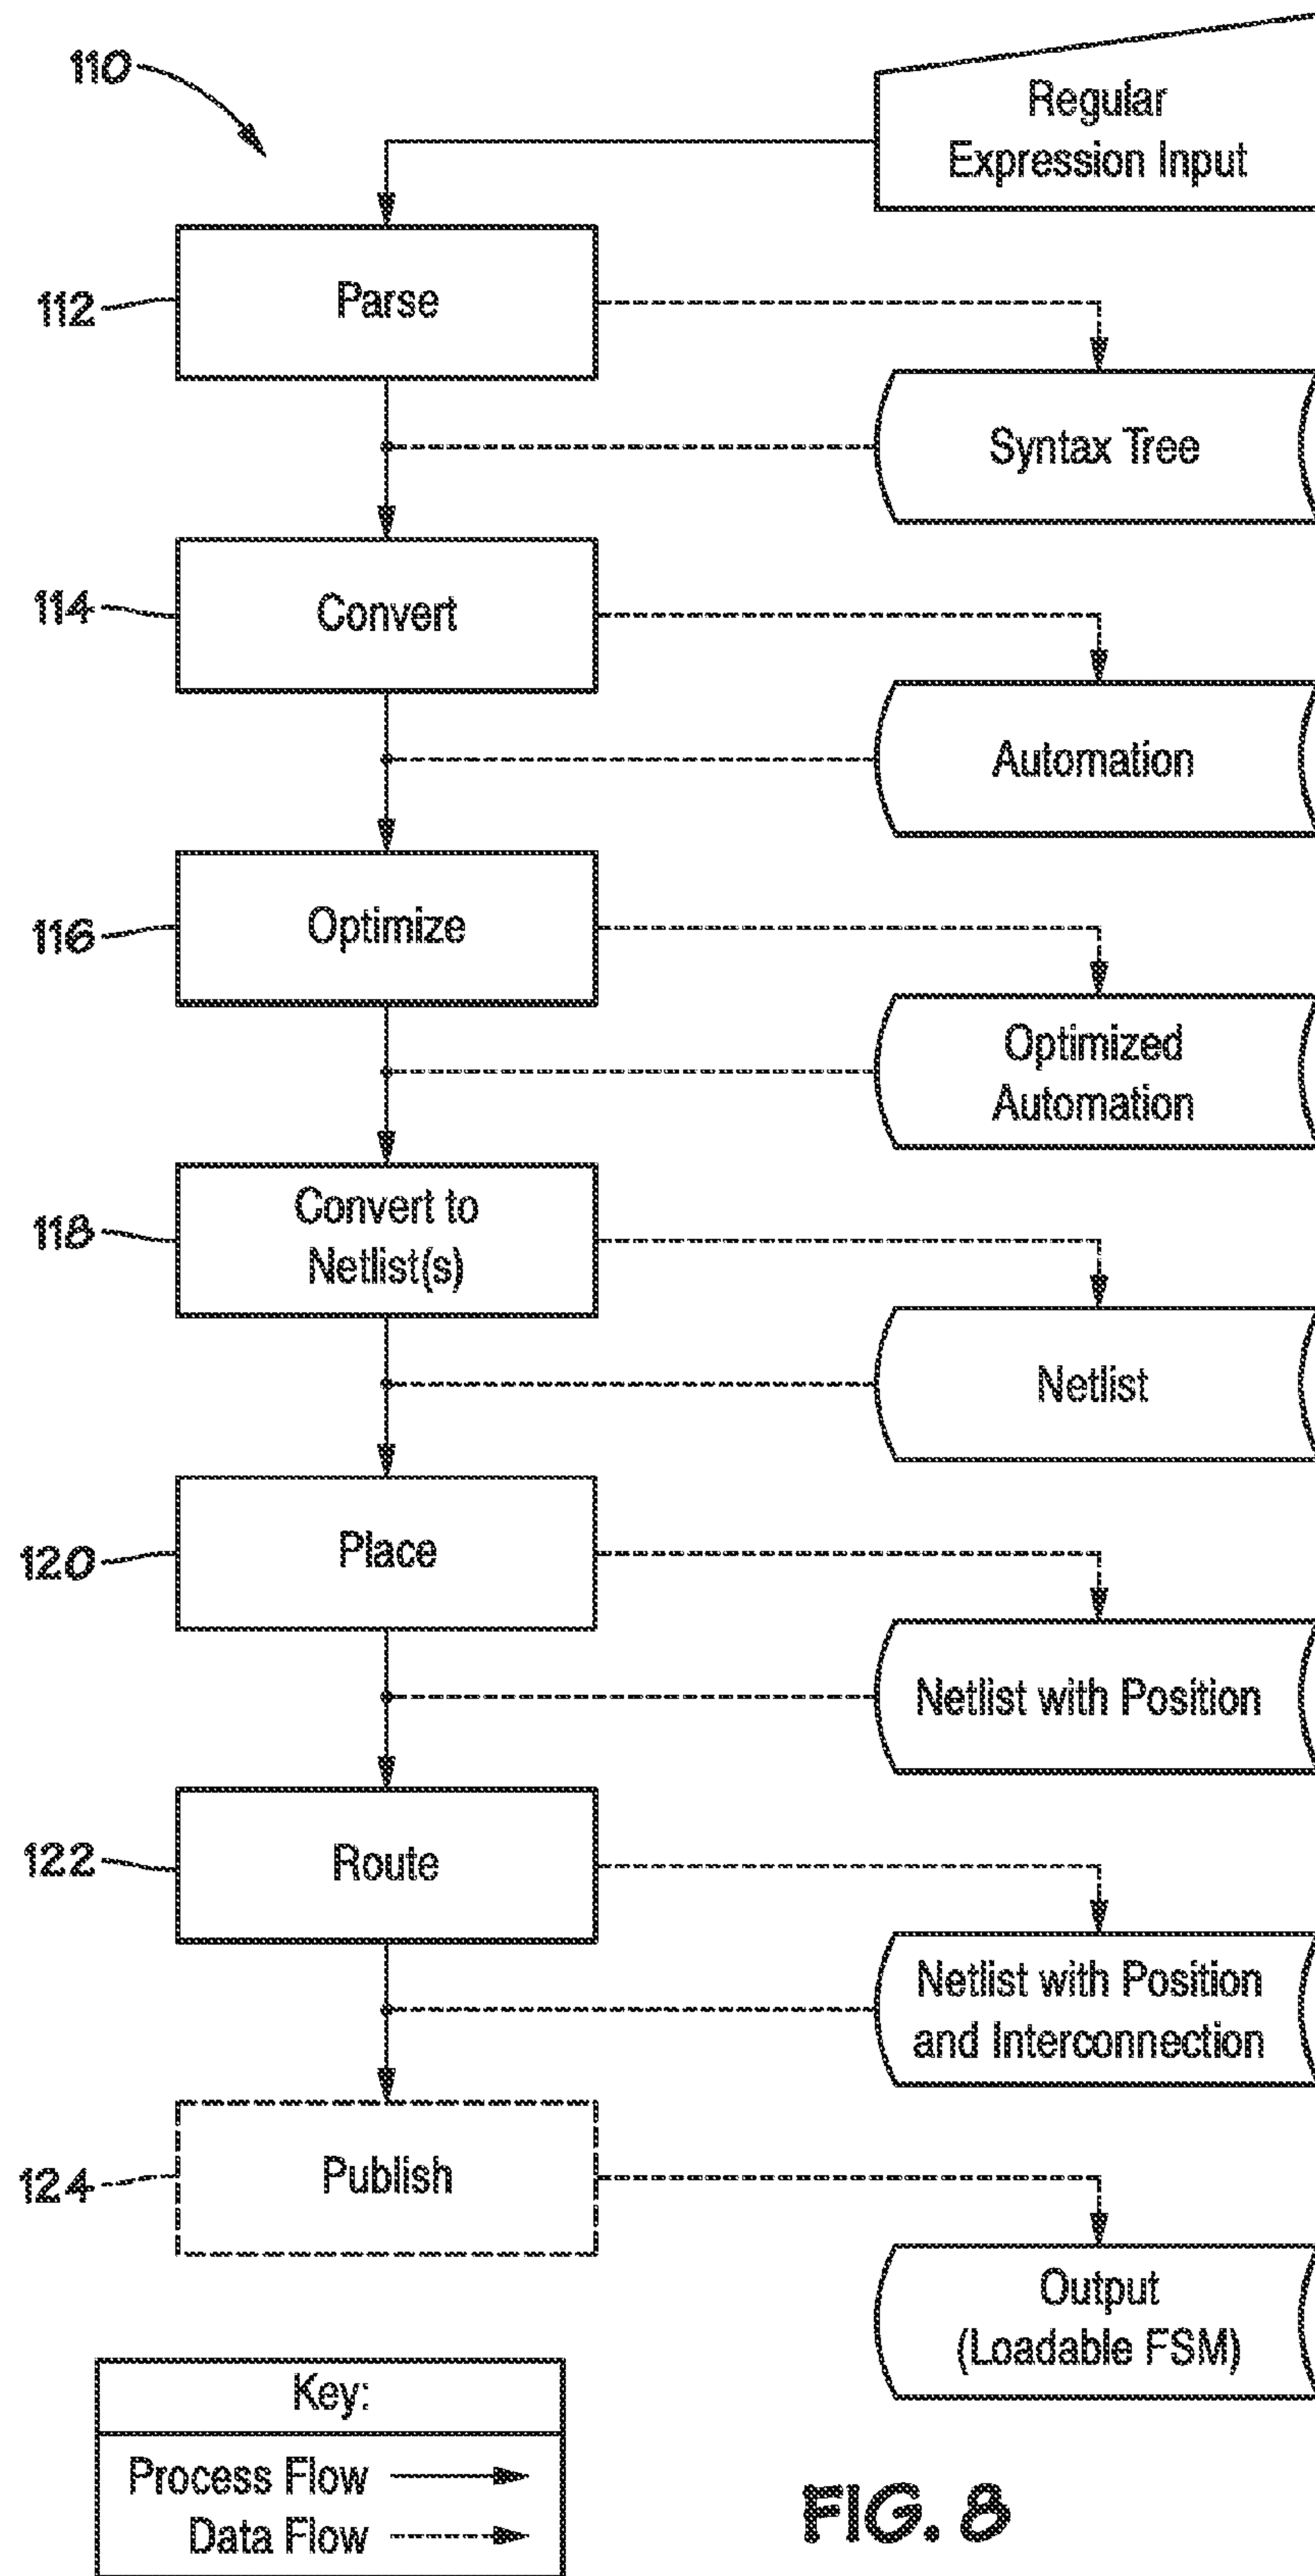 110
Regular
Expression Input
112
Parse
Syntax Tree
114
Convert
Automation
116
Optimize
Optimized
Automation
118
Convert to
Netlist(s)
Netlist
120
Place
Netlist with Position
122
Route
Netlist with Position
and Interconnection
124
Publish
Output
(Loadable FSM)
Key:
Process Flow
Data Flow
FIG. 8